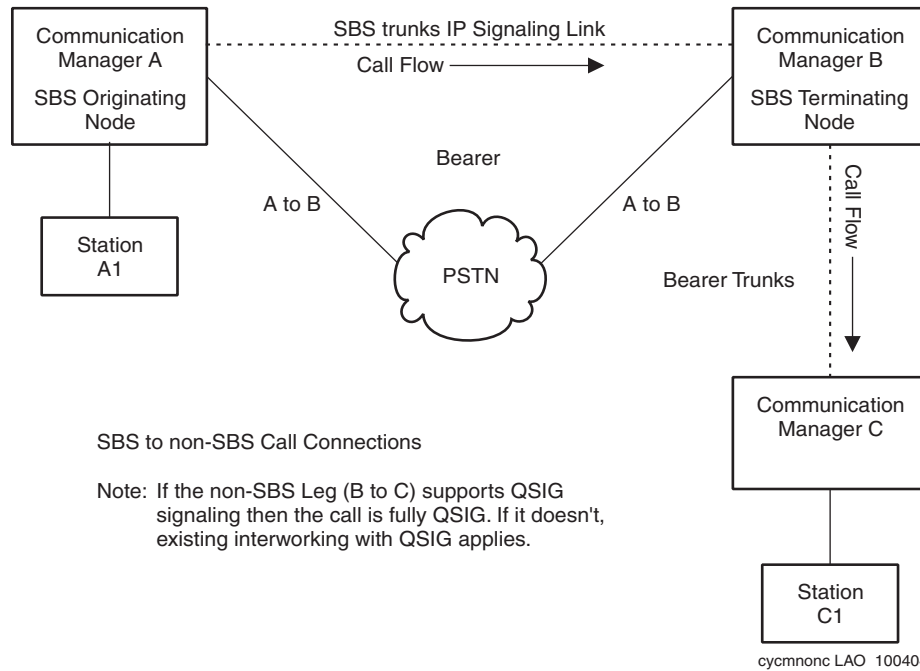 Communication
Manager A
SBS Originating
Node
SBS trunks IP Signaling Link
Call Flow
Communication
Manager B
SBS Terminating
Node
Bearer
A to B
A to B
Call Flow
Station
A1
PSTN
Bearer Trunks
Communication
Manager C
SBS to non-SBS Call Connections
Note: If the non-SBS Leg (B to C) supports QSIG
signaling then the call is fully QSIG. If it doesn't,
existing interworking with QSIG applies.
Station
C1
cycmnonc LAO 10040